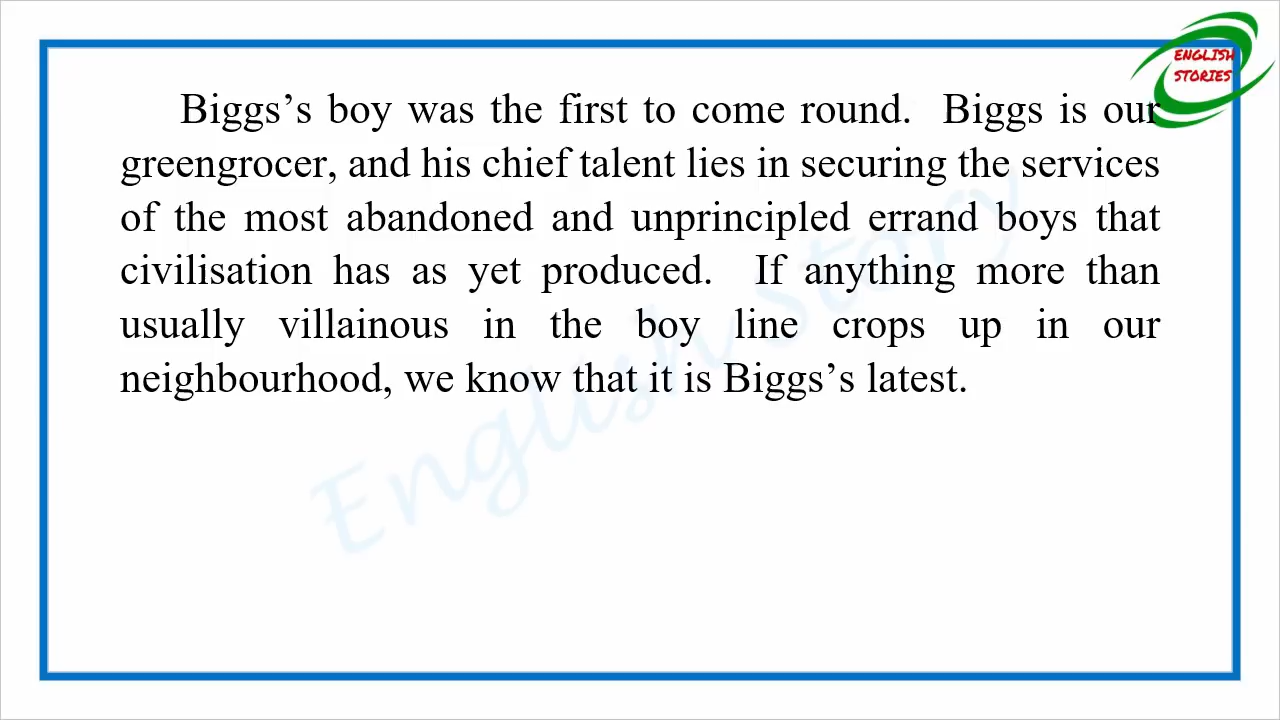 ENGLISH
STORIES
Biggs’s boy was the first to come round.  Biggs is our
greengrocer, and his chief talent lies in securing the services
of the most abandoned and unprincipled errand boys that
civilisation has as yet produced.  If anything more than
usually villainous in the boy line crops up in our
neighbourhood, we know that it is Biggs’s latest.
English Story